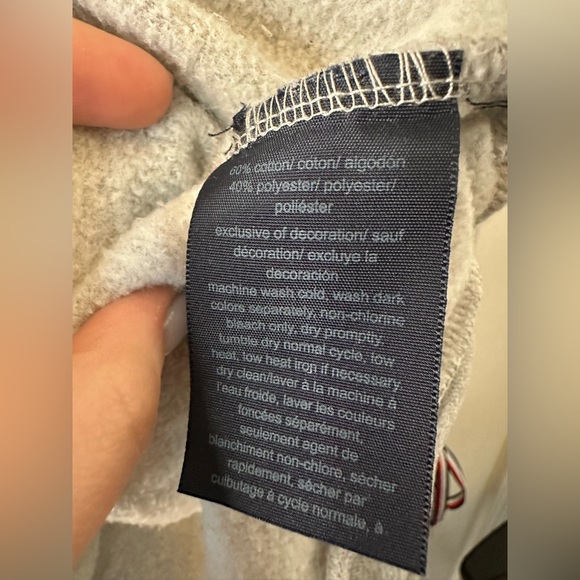 60% cotton/ coton/ algodón
40% polyester/ polyester/
poliéster
exclusive of decoration/ sauf
décoration/ excluye la
decoración
machine wash cold, wash dark
colors separately, non-chlorine
bleach only, dry promptly,
tumble dry normal cycle, low
heat, low heat iron if necessary
dry clean/laver à la machine à
l'eau froide, laver les couleurs
foncées séparément,
seulement agent de
blanchiment non-chlore, sécher
rapidement, sécher par
culbutage à cycle normale, à